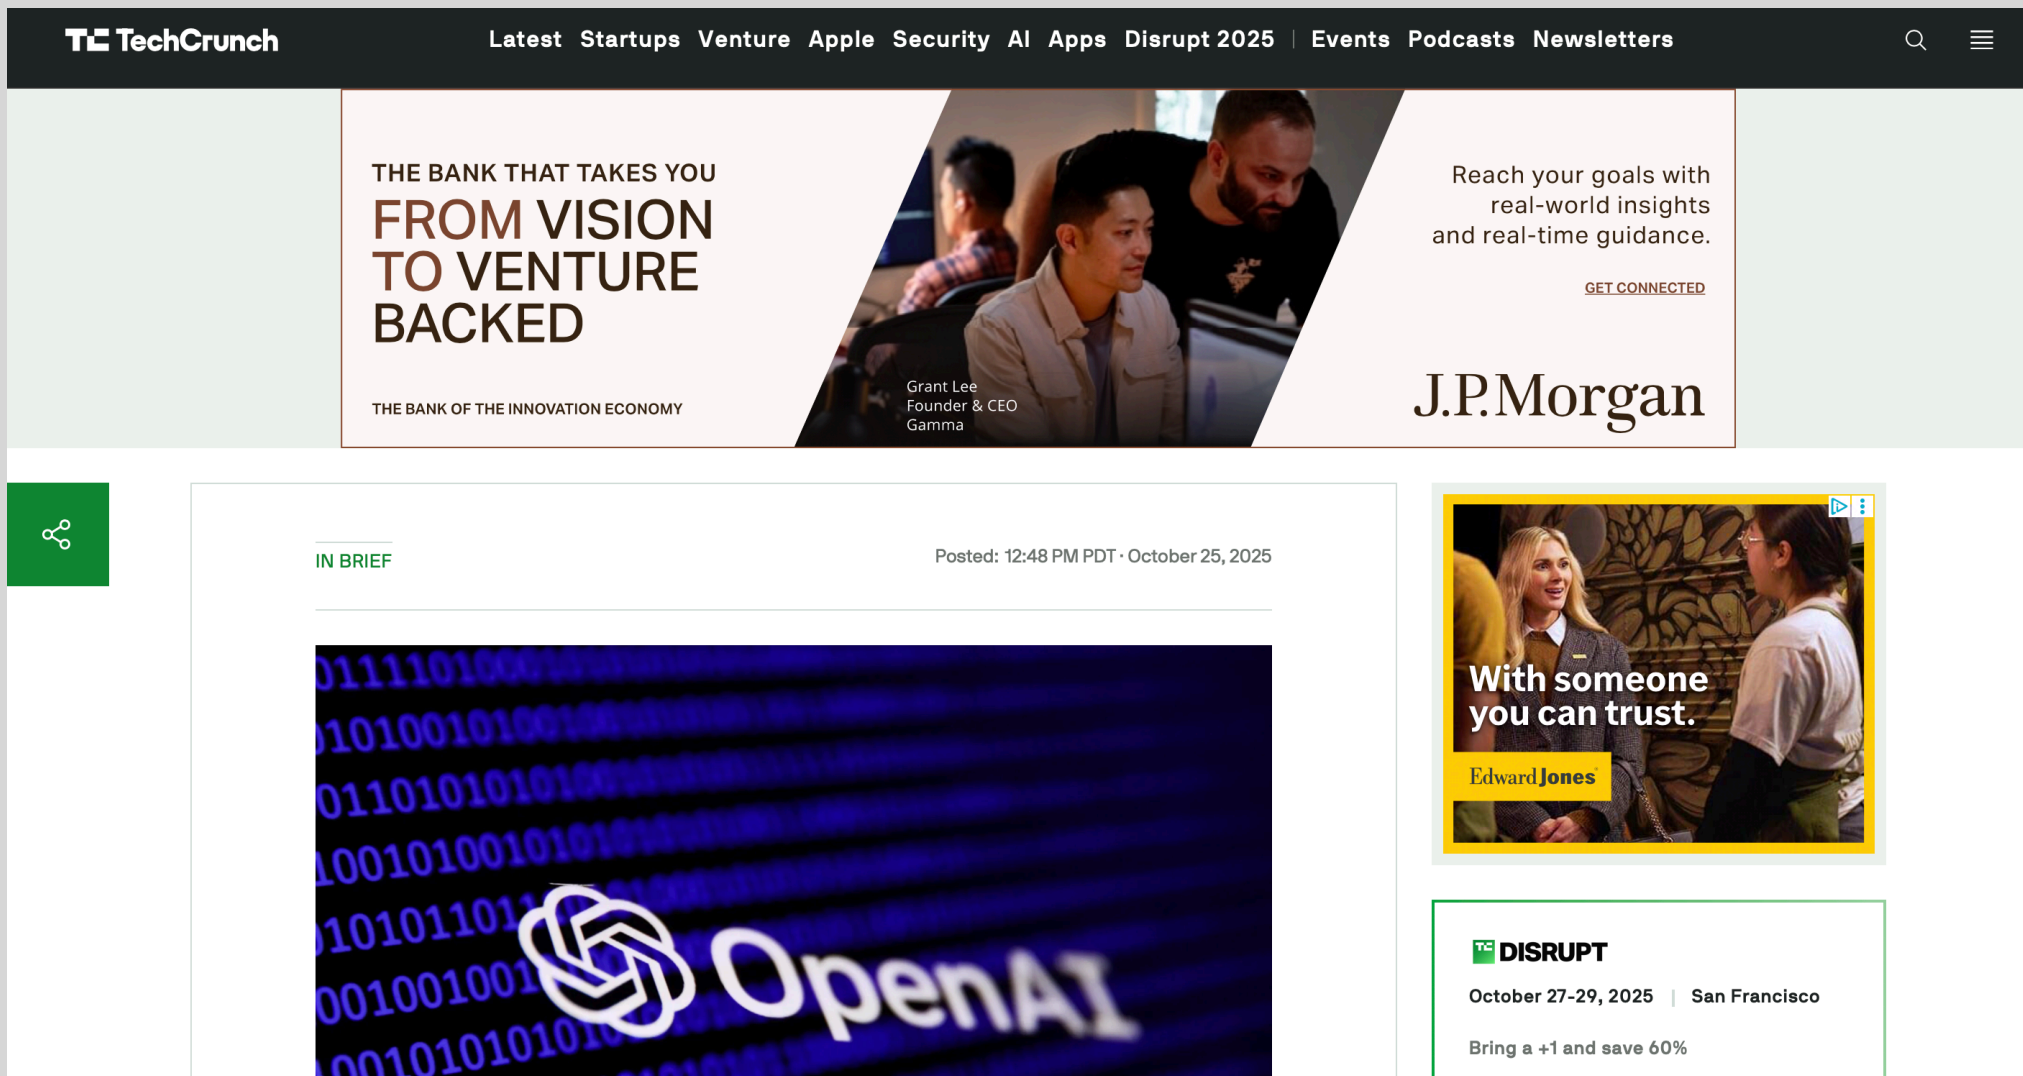 TechCrunch
Latest Startups Venture Apple Security AI Apps Disrupt 2025 | Events Podcasts Newsletters
THE BANK THAT TAKES YOU
FROM VISION
TO VENTURE
BACKED
THE BANK OF THE INNOVATION ECONOMY
Grant Lee
Founder & CEO
Gamma
Reach your goals with
real-world insights
and real-time guidance.
GET CONNECTED
J.P.Morgan
IN BRIEF
Posted: 12:48 PM PDT · October 25, 2025
OpenAI
With someone
you can trust.
Edward Jones
TC DISRUPT
October 27-29, 2025 | San Francisco
Bring a +1 and save 60%